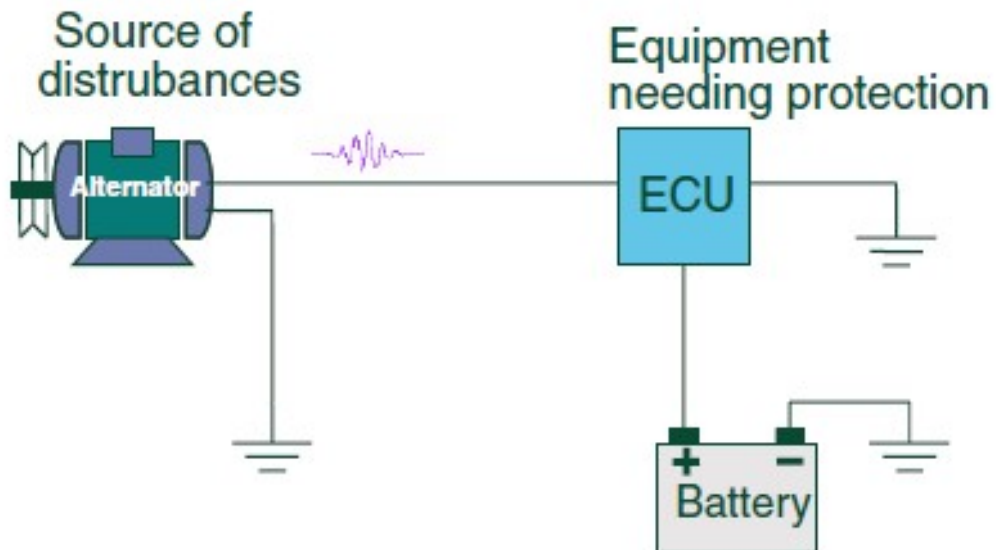 Source of
distrubances
Equipment
needing protection
Alternator
ECU
+ −
Battery